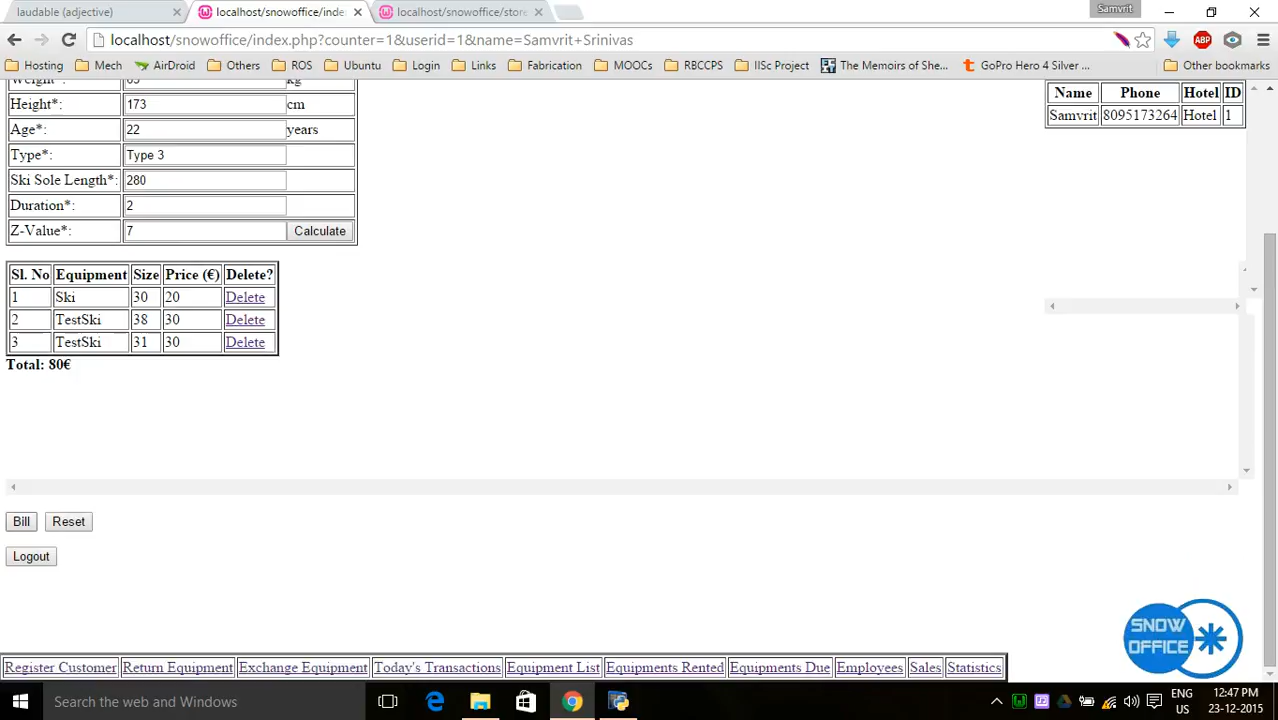 laudable (adjective)
localhost/snowoffice/index
localhost/snowoffice/store
Samvrit
localhost/snowoffice/index.php?counter=1&userid=1&name=Samvrit+Srinivas
ABP
Hosting Mech AirDroid Others ROS Ubuntu Login Links Fabrication MOOCs RBCCPS IISc Project The Memoirs of She... GoPro Hero 4 Silver ... Other bookmarks
Weight*: 65 kg
Height*: 173 cm
Age*: 22 years
Type*: Type 3
Ski Sole Length*: 280
Duration*: 2
Z-Value*: 7 Calculate
Name Phone Hotel ID
Samvrit 8095173264 Hotel 1
Sl. No Equipment Size Price (€) Delete?
1 Ski 30 20 Delete
2 TestSki 38 30 Delete
3 TestSki 31 30 Delete
Total: 80€
Bill Reset
Logout
SNOW
OFFICE
Register Customer Return Equipment Exchange Equipment Today's Transactions Equipment List Equipments Rented Equipments Due Employees Sales Statistics
Search the web and Windows
ENG
US
12:47 PM
23-12-2015